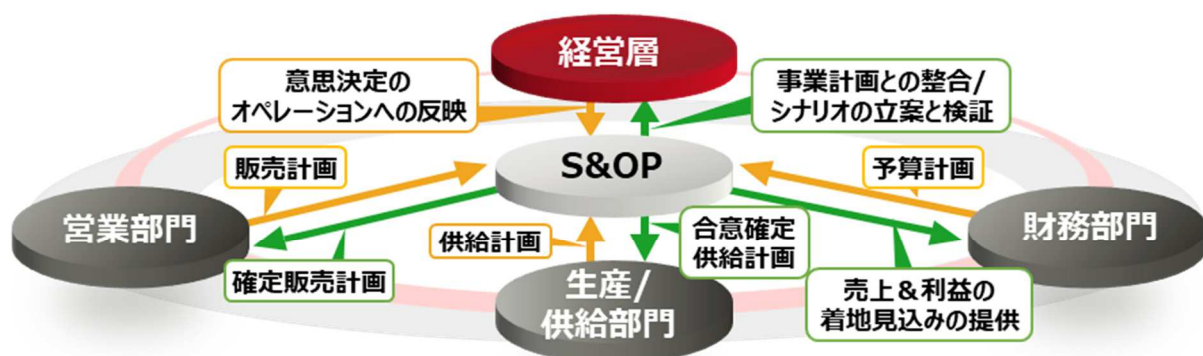 経営層
意思決定の
オペレーションへの反映
事業計画との整合/
シナリオの立案と検証
S&OP
販売計画
予算計画
営業部門
財務部門
供給計画
合意確定
供給計画
確定販売計画
生産/
供給部門
売上&利益の
着地見込みの提供